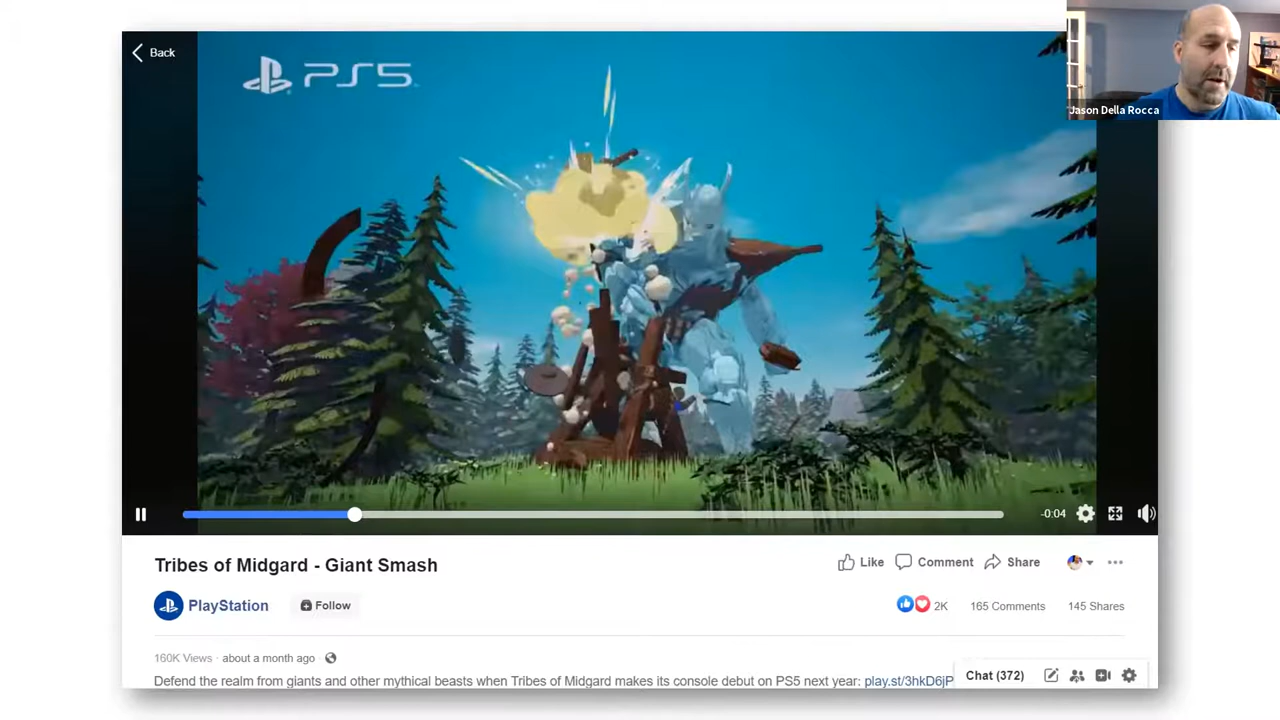 Back
PS5
Jason Della Rocca
-0:04
Tribes of Midgard - Giant Smash
Like
Comment
Share
PlayStation
Follow
2K
165 Comments
145 Shares
160K Views · about a month ago
Defend the realm from giants and other mythical beasts when Tribes of Midgard makes its console debut on PS5 next year: play.st/3hkD6jP
Chat (372)